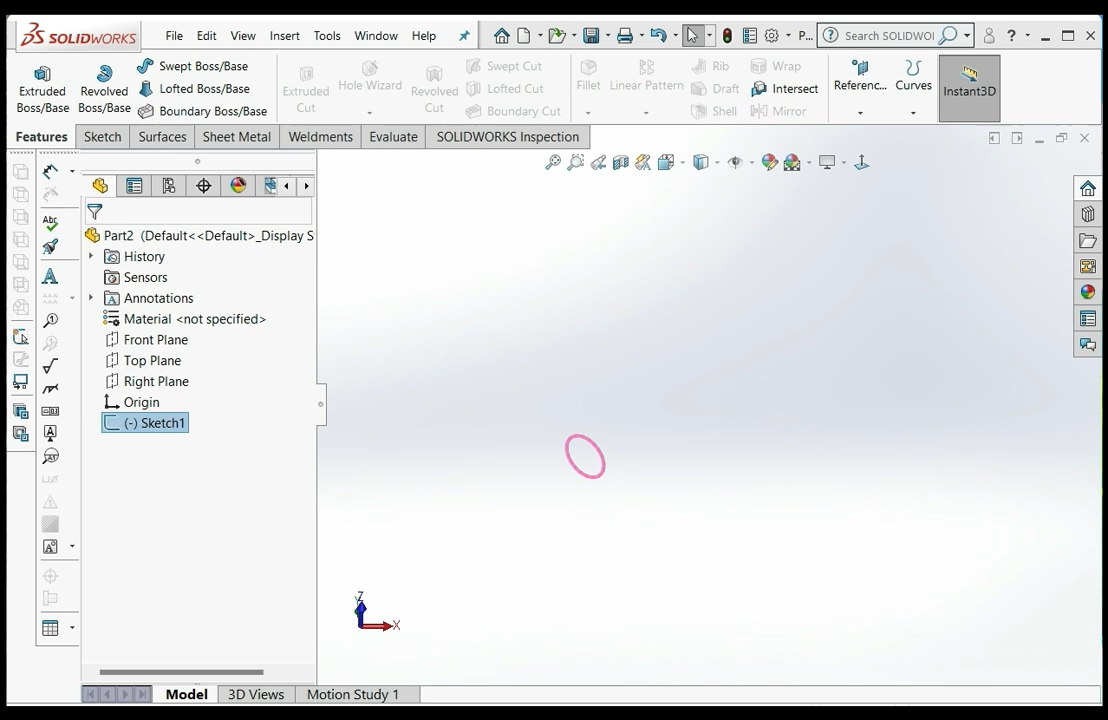 SOLIDWORKS File Edit View Insert Tools Window Help P... Search SOLIDWO ?
Extruded Boss/Base
Revolved Boss/Base
Swept Boss/Base
Lofted Boss/Base
Boundary Boss/Base
Extruded Cut
Hole Wizard
Revolved Cut
Swept Cut
Lofted Cut
Boundary Cut
Fillet
Linear Pattern
Rib
Draft
Shell
Wrap
Intersect
Mirror
Referenc...
Curves
Instant3D
Features Sketch Surfaces Sheet Metal Weldments Evaluate SOLIDWORKS Inspection
Part2 (Default<<Default>_Display S
History
Sensors
Annotations
Material <not specified>
Front Plane
Top Plane
Right Plane
Origin
(-) Sketch1
Abc
Z
X
Model 3D Views Motion Study 1